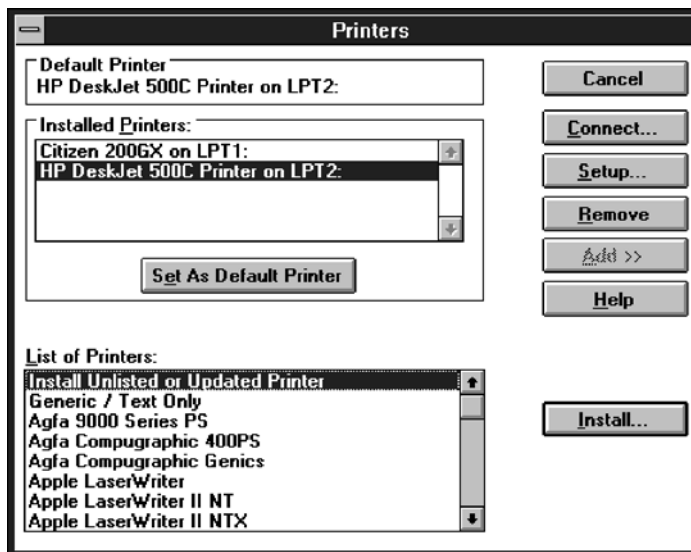 Printers
Default Printer
HP DeskJet 500C Printer on LPT2:
Cancel
Installed Printers:
Citizen 200GX on LPT1:
HP DeskJet 500C Printer on LPT2:
Connect...
Setup...
Remove
Add >>
Set As Default Printer
Help
List of Printers:
Install Unlisted or Updated Printer
Generic / Text Only
Agfa 9000 Series PS
Agfa Compugraphic 400PS
Agfa Compugraphic Genics
Apple LaserWriter
Apple LaserWriter II NT
Apple LaserWriter II NTX
Install...